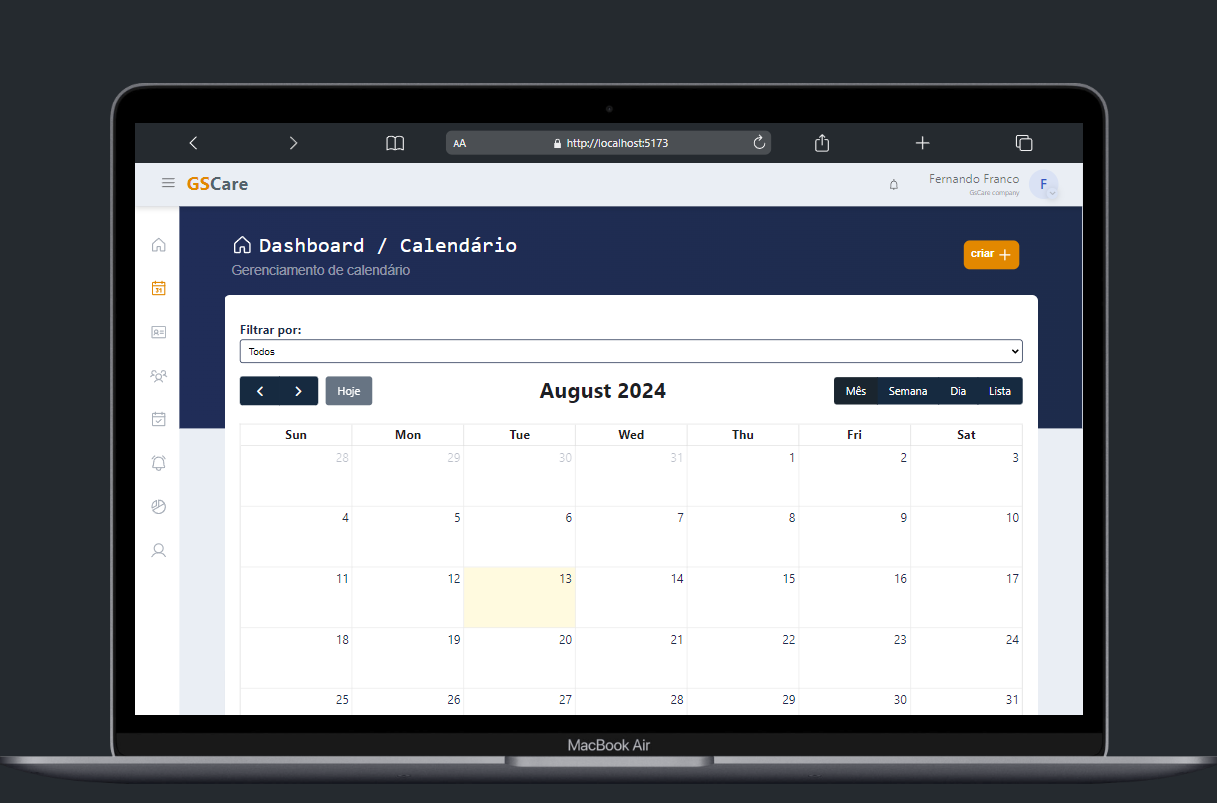 AA http://localhost:5173
GSCare
Fernando Franco
GsCare company
F
Dashboard / Calendário
Gerenciamento de calendário
criar +
Filtrar por:
Todos
Hoje
August 2024
Mês Semana Dia Lista
Sun Mon Tue Wed Thu Fri Sat
28 29 30 31 1 2 3
4 5 6 7 8 9 10
11 12 13 14 15 16 17
18 19 20 21 22 23 24
25 26 27 28 29 30 31
MacBook Air